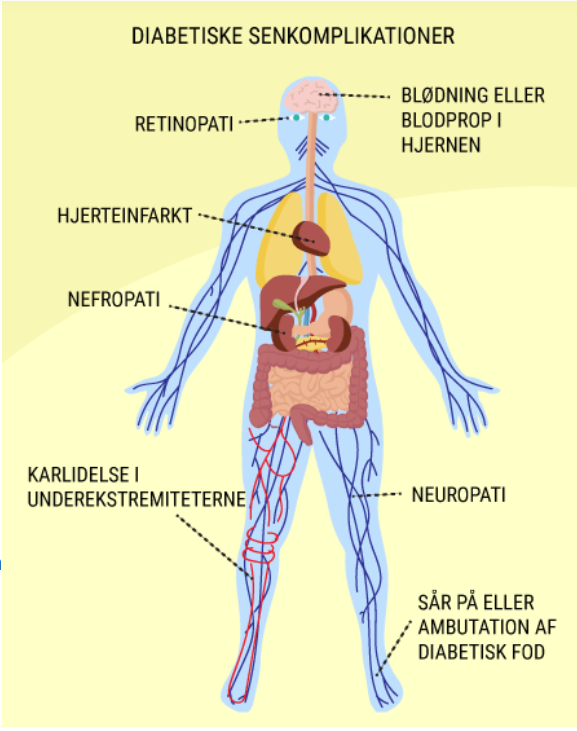 DIABETISKE SENKOMPLIKATIONER
BLØDNING ELLER
BLODPROP I
HJERNEN
RETINOPATI
HJERTEINFARKT
NEFROPATI
KARLIDELSE I
UNDEREKSTREMITETERNE
NEUROPATI
SÅR PÅ ELLER
AMBUTATION AF
DIABETISK FOD